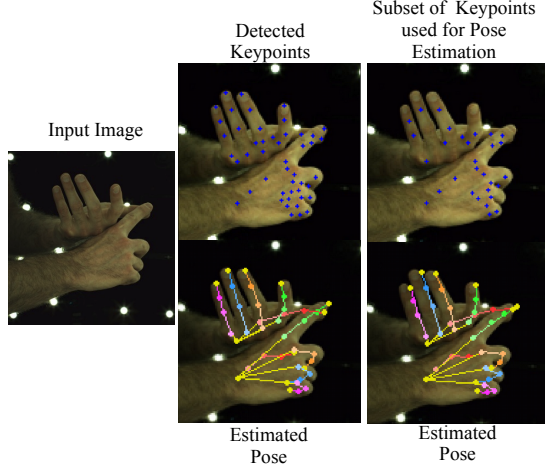 Input Image
Detected
Keypoints
Subset of Keypoints
used for Pose
Estimation
Estimated
Pose
Estimated
Pose